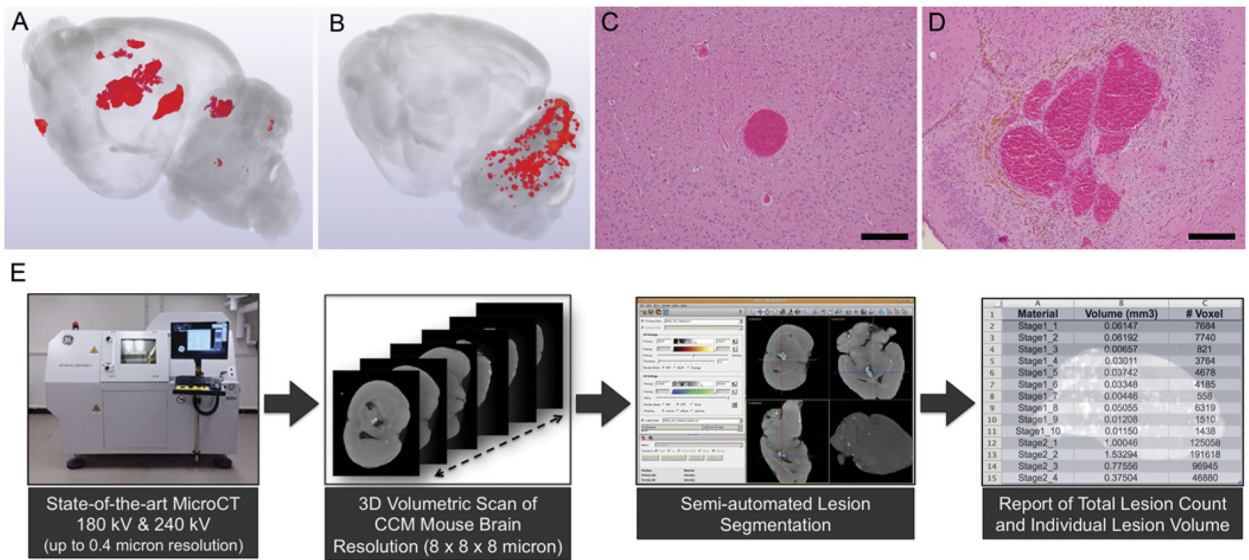 A
B
C
D
E
State-of-the-art MicroCT
180 kV & 240 kV
(up to 0.4 micron resolution)
3D Volumetric Scan of
CCM Mouse Brain
Resolution (8 x 8 x 8 micron)
Semi-automated Lesion
Segmentation
A B C
1 Material Volume (mm3) # Voxel
2 Stage1_1 0.06147 7684
3 Stage1_2 0.06192 7740
4 Stage1_3 0.00657 821
5 Stage1_4 0.03011 3764
6 Stage1_5 0.03742 4678
7 Stage1_6 0.03348 4185
8 Stage1_7 0.00446 558
9 Stage1_8 0.05055 6319
10 Stage1_9 0.01208 1510
11 Stage1_10 0.01150 1438
12 Stage2_1 1.00046 125058
13 Stage2_2 1.53294 191618
14 Stage2_3 0.77556 96945
15 Stage2_4 0.37504 46880
Report of Total Lesion Count
and Individual Lesion Volume